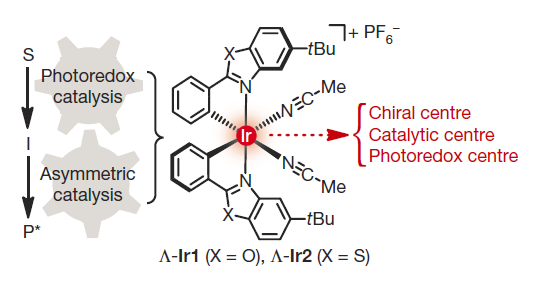 S
Photoredox
catalysis
I
Asymmetric
catalysis
P*
X
tBu
]+ PF6−
N
N≡C
Me
Ir
N≡C
Me
N
X
tBu
Chiral centre
Catalytic centre
Photoredox centre
Λ-Ir1 (X = O), Λ-Ir2 (X = S)